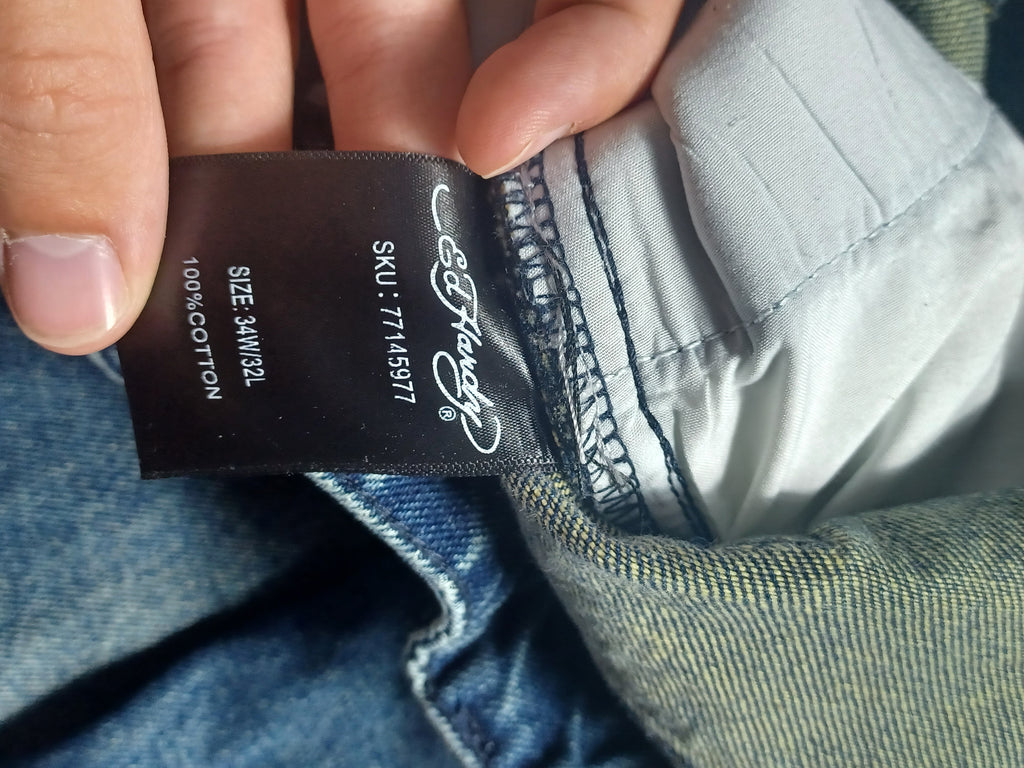 Ed Hardy®
SKU: 77145977
SIZE: 34W/32L
100%COTTON